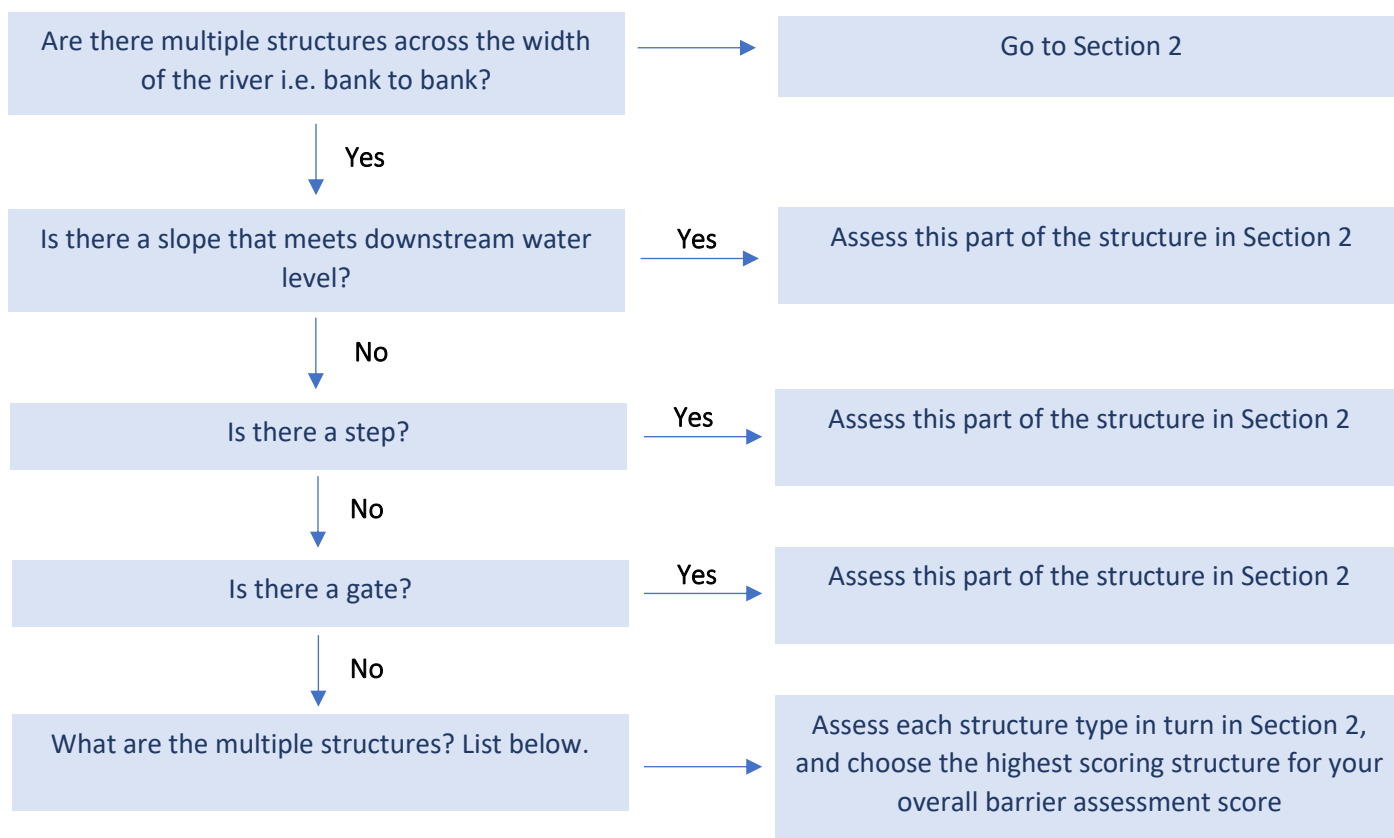 Are there multiple structures across the width
of the river i.e. bank to bank?
Go to Section 2
Yes
Is there a slope that meets downstream water
level?
Yes
Assess this part of the structure in Section 2
No
Is there a step?
Yes
Assess this part of the structure in Section 2
No
Is there a gate?
Yes
Assess this part of the structure in Section 2
No
What are the multiple structures? List below.
Assess each structure type in turn in Section 2,
and choose the highest scoring structure for your
overall barrier assessment score